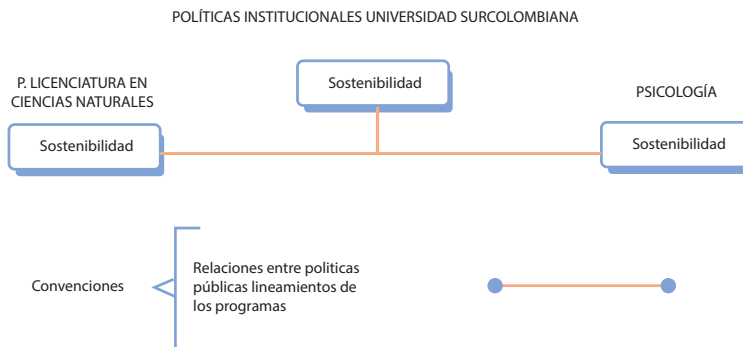 POLÍTICAS INSTITUCIONALES UNIVERSIDAD SURCOLOMBIANA
P. LICENCIATURA EN
CIENCIAS NATURALES
Sostenibilidad
PSICOLOGÍA
Sostenibilidad
Sostenibilidad
Convenciones
Relaciones entre politicas
públicas lineamientos de
los programas